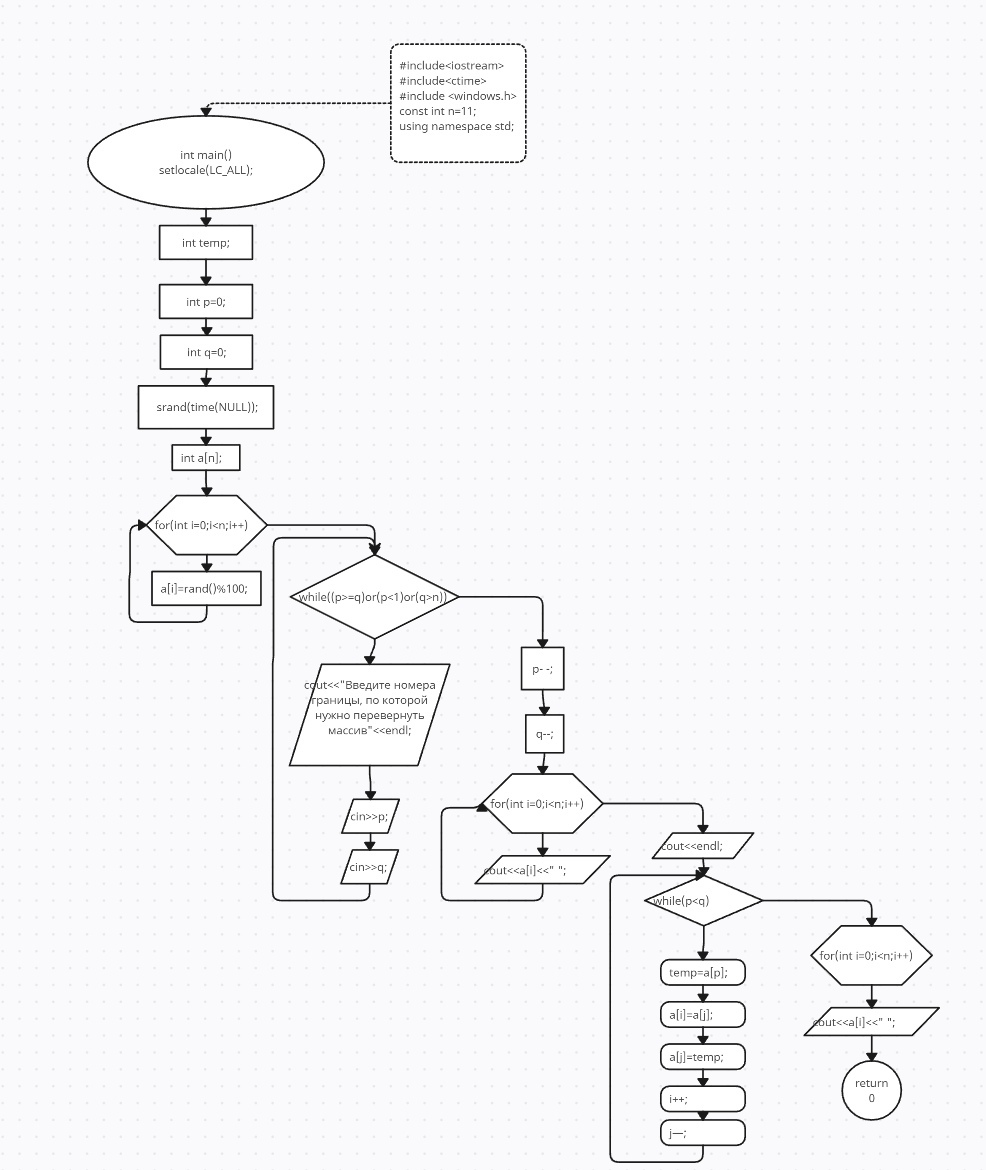 #include<iostream>
#include<ctime>
#include <windows.h>
const int n=11;
using namespace std;
int main()
setlocale(LC_ALL);
int temp;
int p=0;
int q=0;
srand(time(NULL));
int a[n];
for(int i=0;i<n;i++)
a[i]=rand()%100;
while((p>=q)or(p<1)or(q>n))
cout<<"Введите номера
границы, по которой
нужно перевернуть
массив"<<endl;
cin>>p;
cin>>q;
p- -;
q--;
for(int i=0;i<n;i++)
cout<<a[i]<<" ";
cout<<endl;
while(p<q)
temp=a[p];
a[i]=a[j];
a[j]=temp;
i++;
j—;
for(int i=0;i<n;i++)
cout<<a[i]<<" ";
return
0